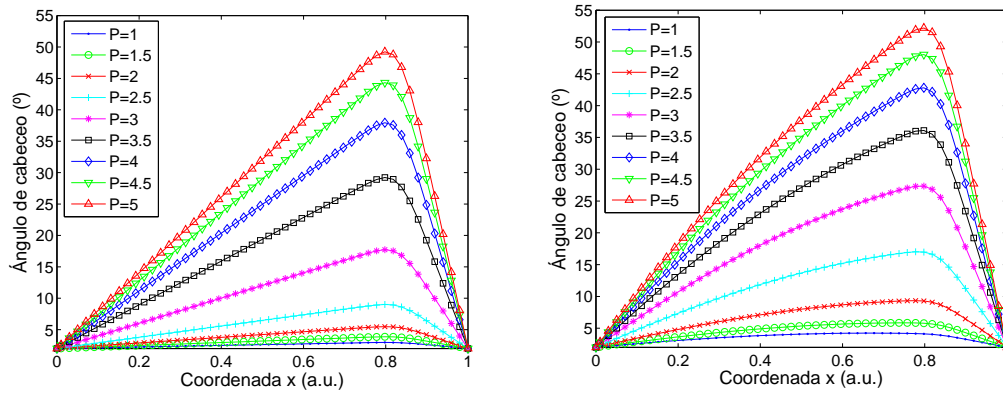 55
50
45
40
35
30
25
20
15
10
5
Ángulo de cabeceo (º)
P=1
P=1.5
P=2
P=2.5
P=3
P=3.5
P=4
P=4.5
P=5
0 0.2 0.4 0.6 0.8 1
Coordenada x (a.u.)
55
50
45
40
35
30
25
20
15
10
5
Ángulo de cabeceo (º)
P=1
P=1.5
P=2
P=2.5
P=3
P=3.5
P=4
P=4.5
P=5
0 0.2 0.4 0.6 0.8
Coordenada x (a.u.)